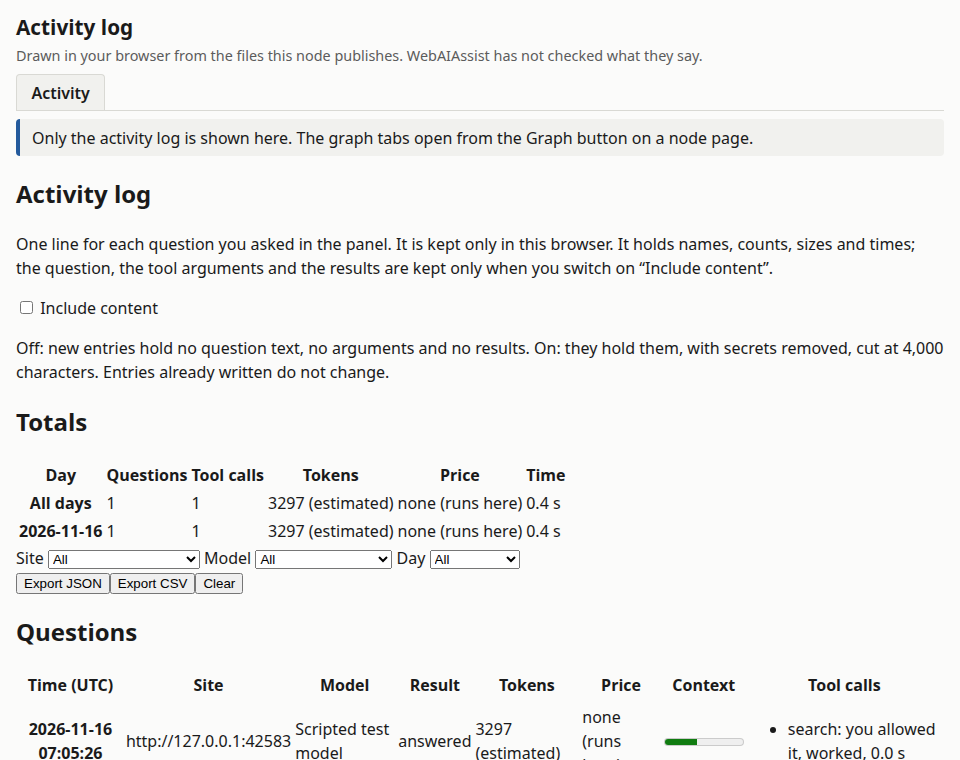 Activity log
Drawn in your browser from the files this node publishes. WebAIAssist has not checked what they say.
Activity
Only the activity log is shown here. The graph tabs open from the Graph button on a node page.
Activity log
One line for each question you asked in the panel. It is kept only in this browser. It holds names, counts, sizes and times;
the question, the tool arguments and the results are kept only when you switch on “Include content”.
Include content
Off: new entries hold no question text, no arguments and no results. On: they hold them, with secrets removed, cut at 4,000
characters. Entries already written do not change.
Totals
Day Questions Tool calls Tokens Price Time
All days 1 1 3297 (estimated) none (runs here) 0.4 s
2026-11-16 1 1 3297 (estimated) none (runs here) 0.4 s
Site All Model All Day All
Export JSON Export CSV Clear
Questions
Time (UTC) Site Model Result Tokens Price Context Tool calls
2026-11-16 07:05:26 http://127.0.0.1:42583 Scripted test model answered 3297 (estimated) none (runs • search: you allowed it, worked, 0.0 s